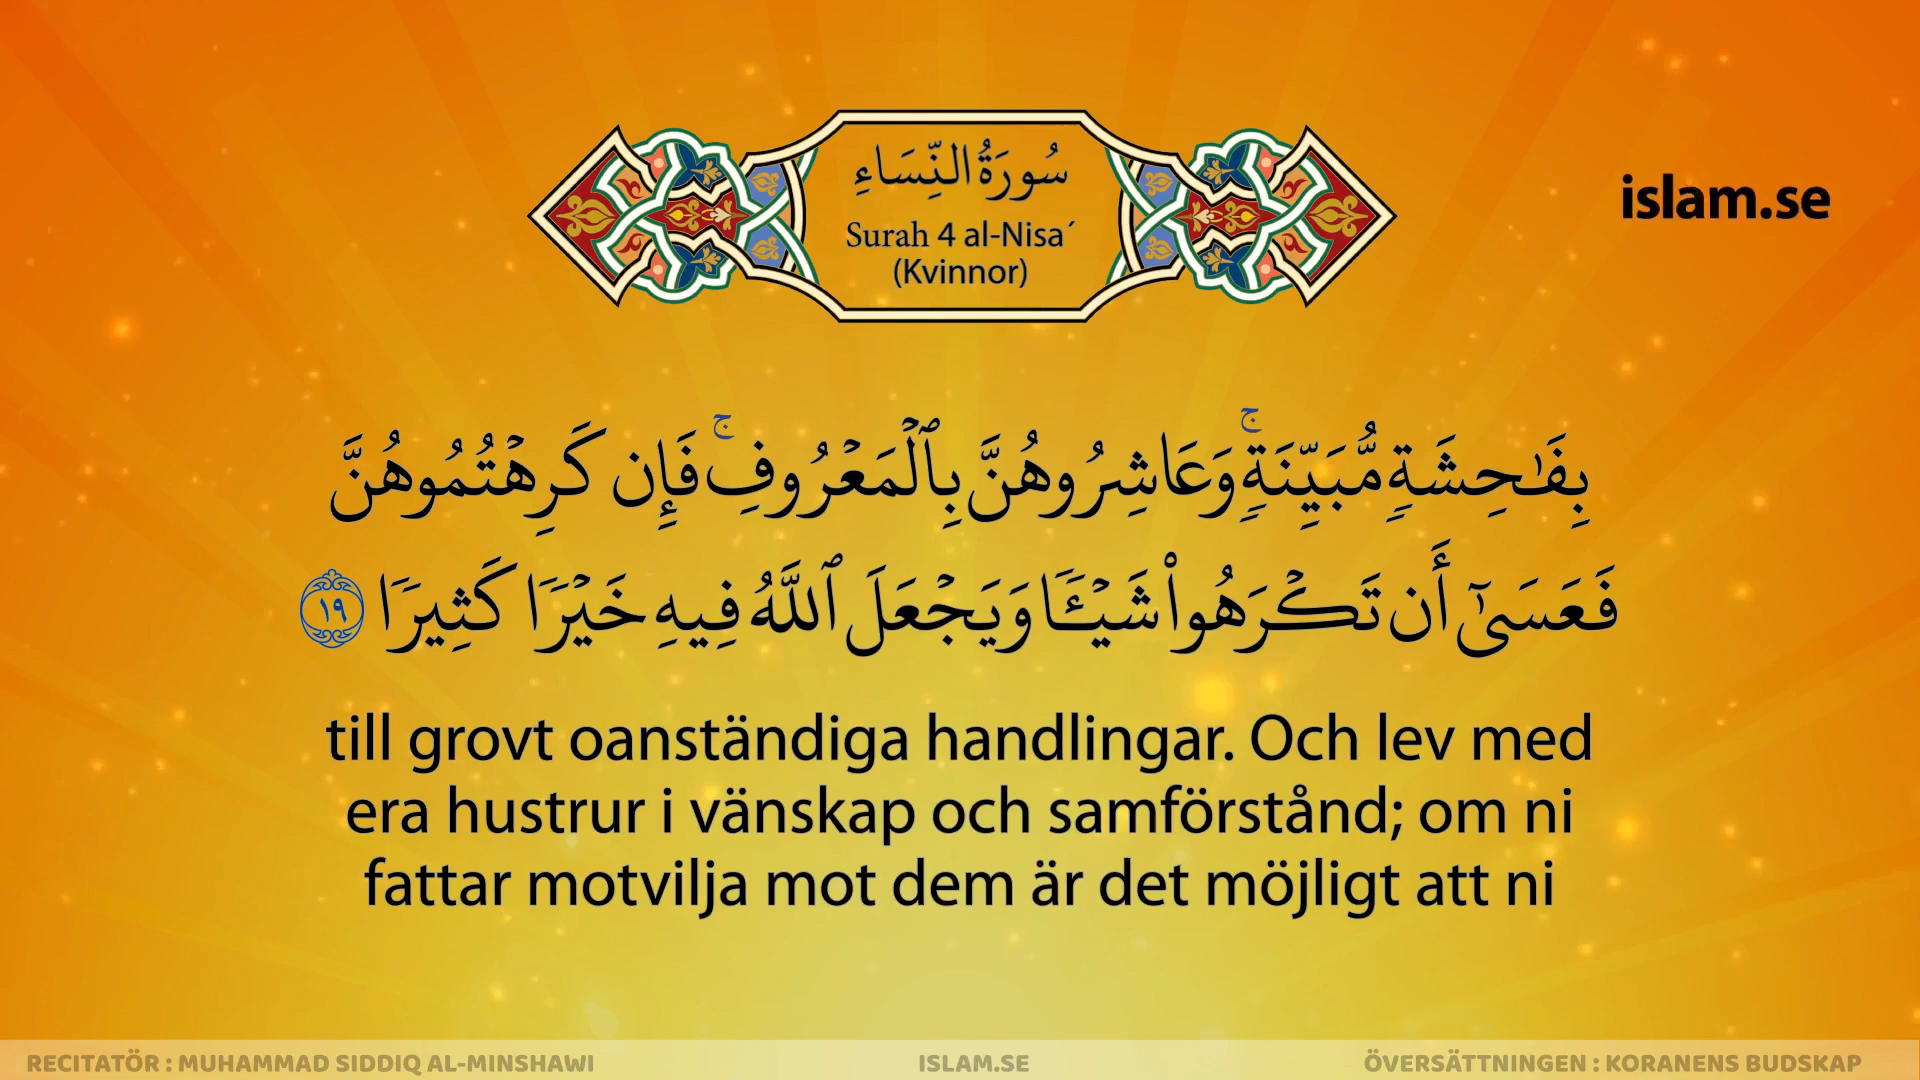 سُورَةُ النِّسَاءِ
Surah 4 al-Nisa´
(Kvinnor)
islam.se
بِفَٰحِشَةٖ مُّبَيِّنَةٖۚ وَعَاشِرُوهُنَّ بِٱلۡمَعۡرُوفِۚ فَإِن كَرِهۡتُمُوهُنَّ
فَعَسَىٰٓ أَن تَكۡرَهُواْ شَيۡـٔٗا وَيَجۡعَلَ ٱللَّهُ فِيهِ خَيۡرٗا كَثِيرٗا ١٩
till grovt oanständiga handlingar. Och lev med
era hustrur i vänskap och samförstånd; om ni
fattar motvilja mot dem är det möjligt att ni
RECITATÖR : MUHAMMAD SIDDIQ AL-MINSHAWI
ISLAM.SE
ÖVERSÄTTNINGEN : KORANENS BUDSKAP